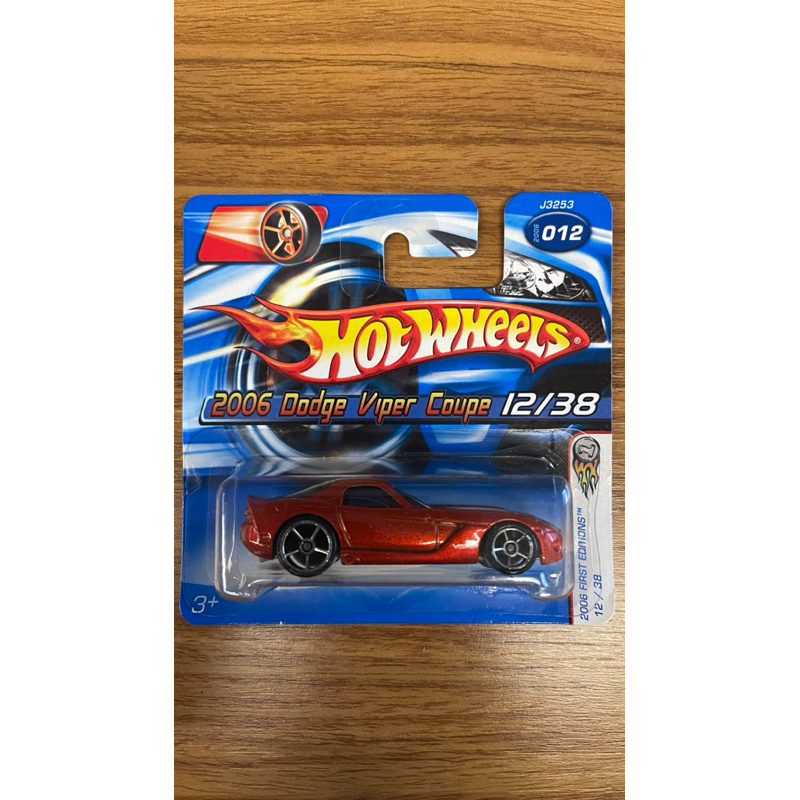 J3253
2006
012
HOT WHEELS®
2006 Dodge Viper Coupe 12/38
2006 FIRST EDITIONS™
12 / 38
3+